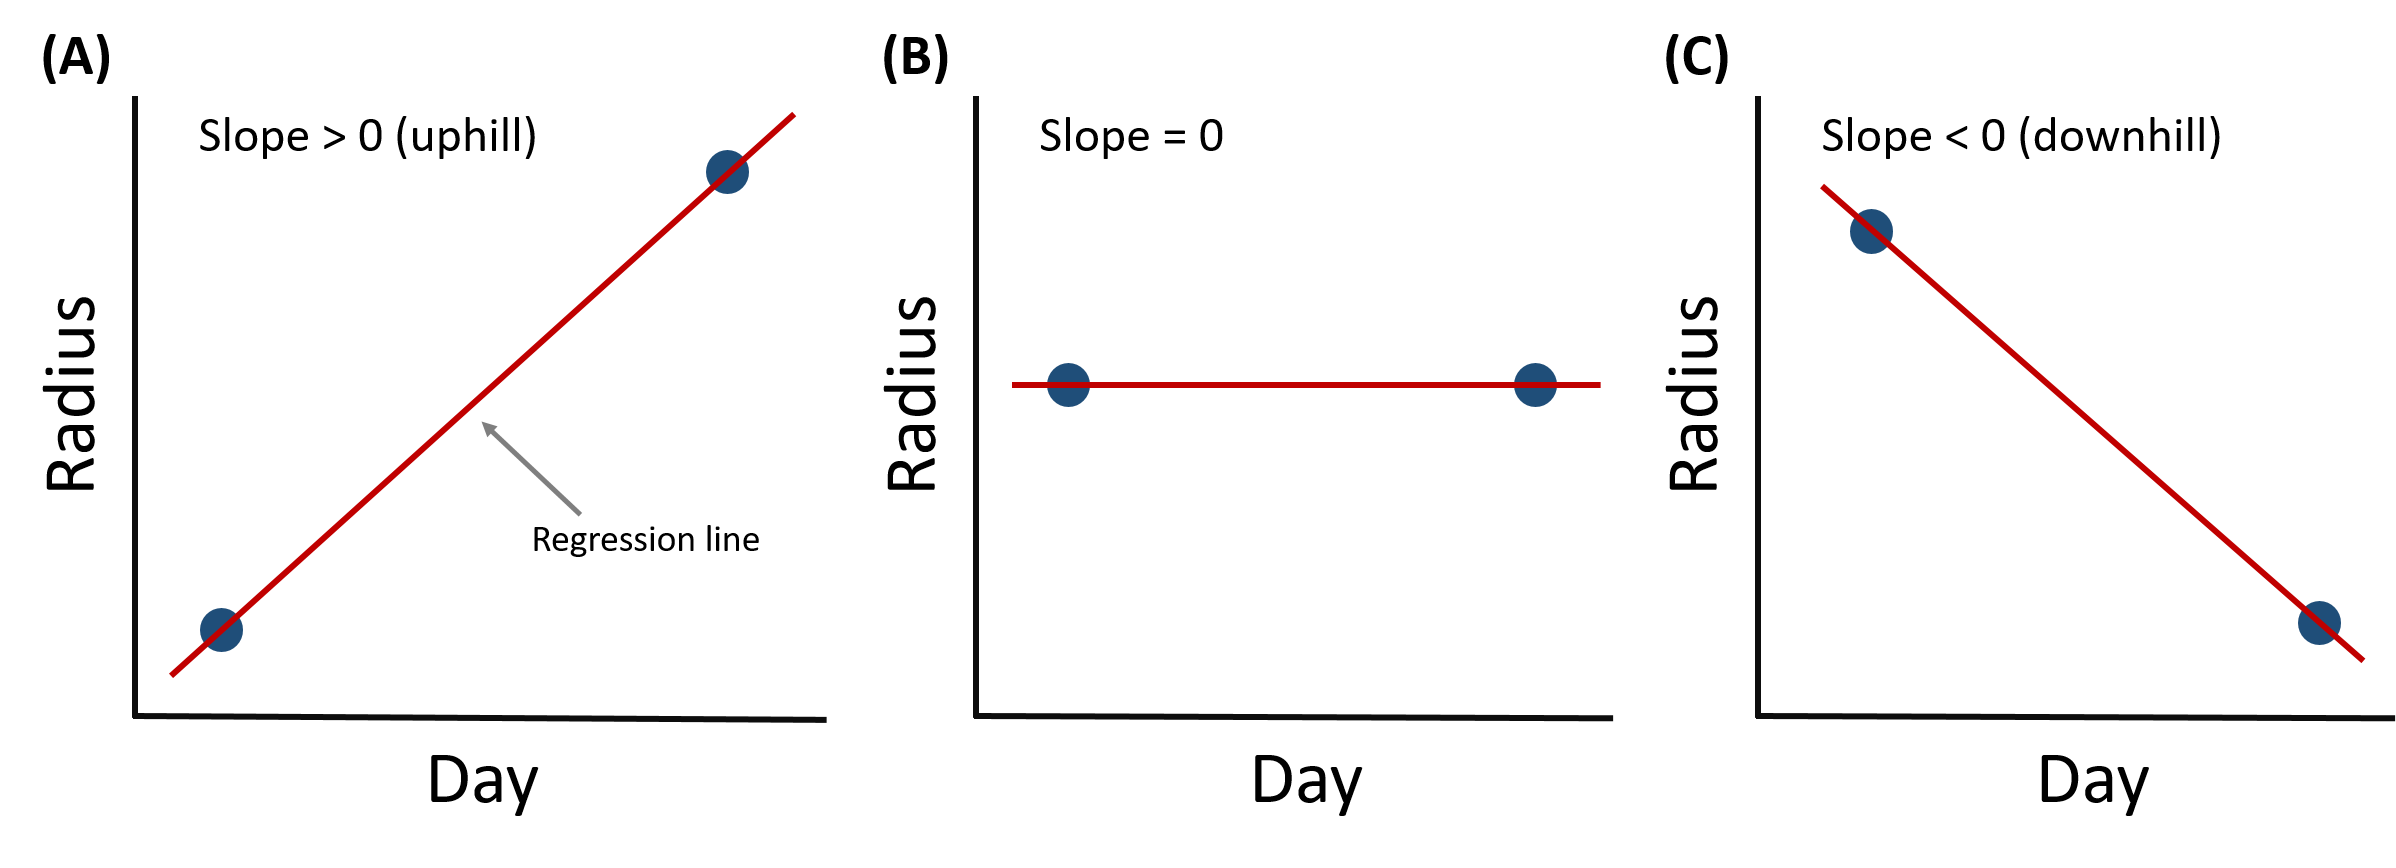 (A)
Slope > 0 (uphill)
Radius
Regression line
Day
(B)
Slope = 0
Radius
Day
(C)
Slope < 0 (downhill)
Radius
Day